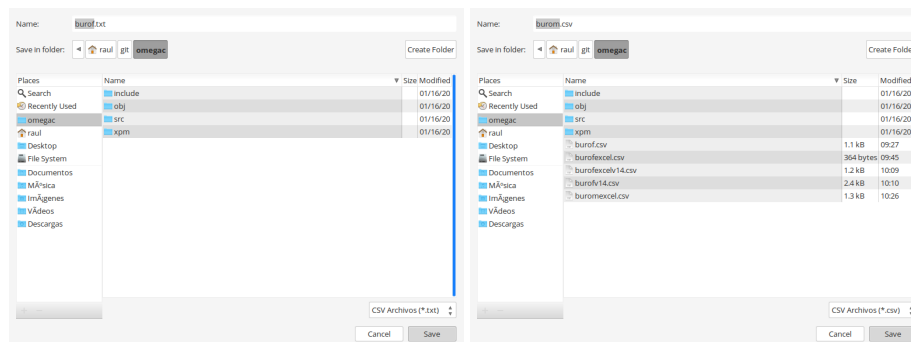 Name: burof.txt
Save in folder: raul git omegac Create Folder
Places Name Size Modified
Search include 01/16/20
Recently Used obj 01/16/20
omegac src 01/16/20
raul xpm 01/16/20
Desktop
File System
Documentos
MÃºsica
ImÃgenes
VÃdeos
Descargas
CSV Archivos (*.txt)
Cancel Save
Name: burom.csv
Save in folder: raul git omegac Create Folde
Places Name Size Modified
Search include 01/16/20
Recently Used obj 01/16/20
omegac src 01/16/20
raul xpm 01/16/20
Desktop burof.csv 1.1 kB 09:27
File System burofexcel.csv 364 bytes 09:45
Documentos burofexcelv14.csv 1.2 kB 10:09
MÃºsica burofv14.csv 2.4 kB 10:10
ImÃgenes buromexcel.csv 1.3 kB 10:26
VÃdeos
Descargas
CSV Archivos (*.csv)
Cancel Save